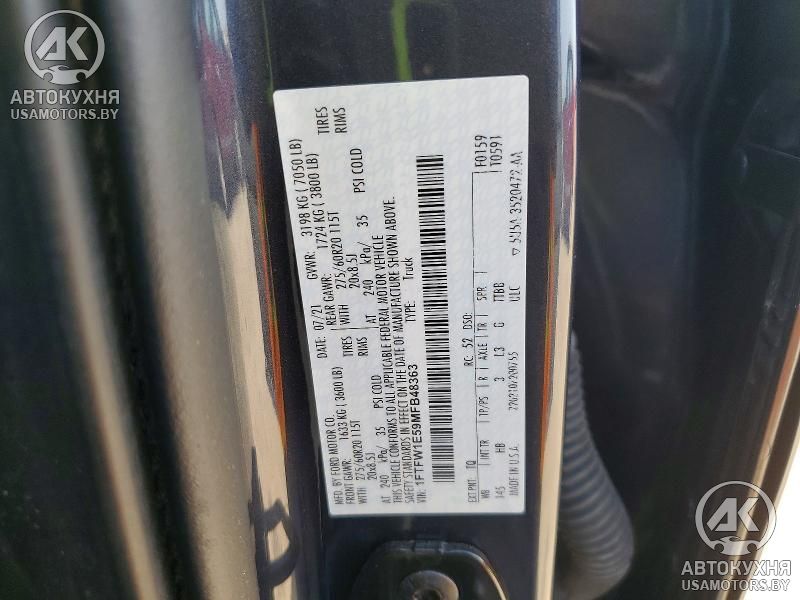 AK
АВТОКУХНЯ
USAMOTORS.BY
MFD BY FORD MOTOR CO.
DATE: 07/21 GVWR: 3198 KG ( 7050 LB)
FRONT GAWR: 1633 KG ( 3600 LB) REAR GAWR: 1724 KG ( 3800 LB)
WITH 275/60R20 115T TIRES WITH 275/60R20 115T TIRES
20x8.5J RIMS 20x8.5J RIMS
AT 240 kPa/ 35 PSI COLD AT 240 kPa/ 35 PSI COLD
THIS VEHICLE CONFORMS TO ALL APPLICABLE FEDERAL MOTOR VEHICLE
SAFETY STANDARDS IN EFFECT ON THE DATE OF MANUFACTURE SHOWN ABOVE.
VIN: 1FTFW1E59MFB48363 TYPE: Truck
F0159
T0591
EXT PNT: TQ RC: 52 DSO:
WB INT TR TP/PS R AXLE TR SPR
145 HB 3 L3 G TTBB
MADE IN U.S.A. ULC
AK
АВТОКУХНЯ
USAMOTORS.BY